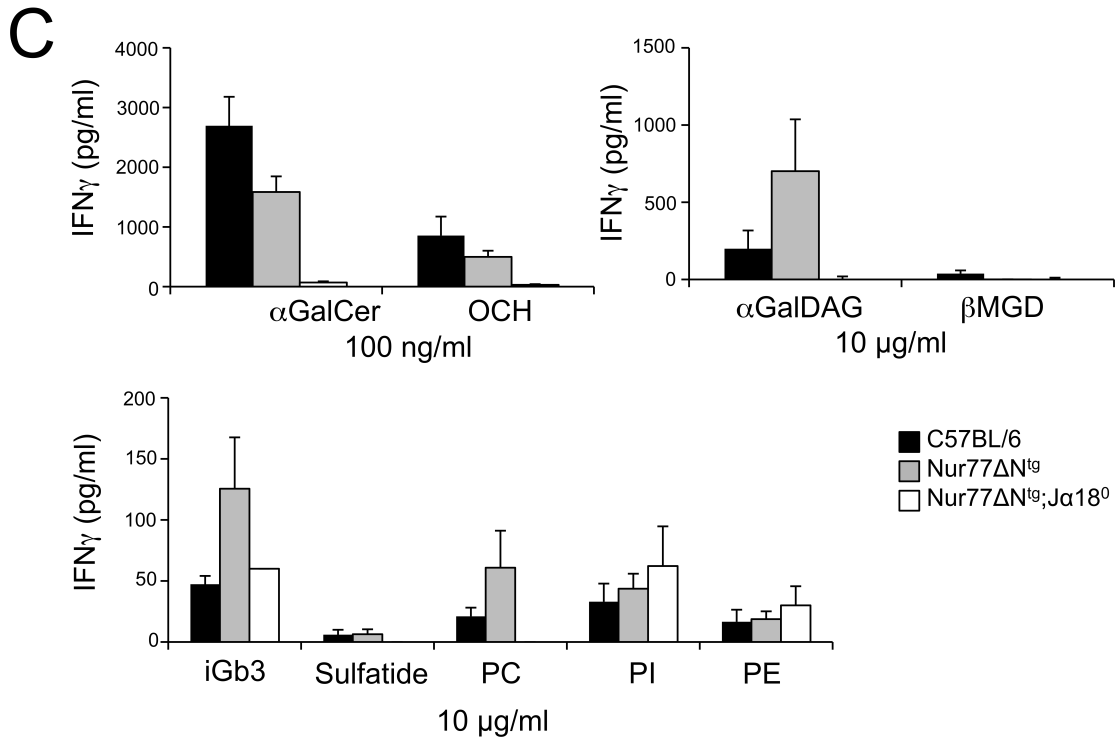 C
4000
3000
2000
1000
0
IFNγ (pg/ml)
αGalCer OCH
100 ng/ml
1500
1000
500
0
IFNγ (pg/ml)
αGalDAG βMGD
10 µg/ml
200
150
100
50
0
IFNγ (pg/ml)
iGb3 Sulfatide PC PI PE
10 µg/ml
C57BL/6
Nur77ΔNᵗᵍ
Nur77ΔNᵗᵍ;Jα18⁰